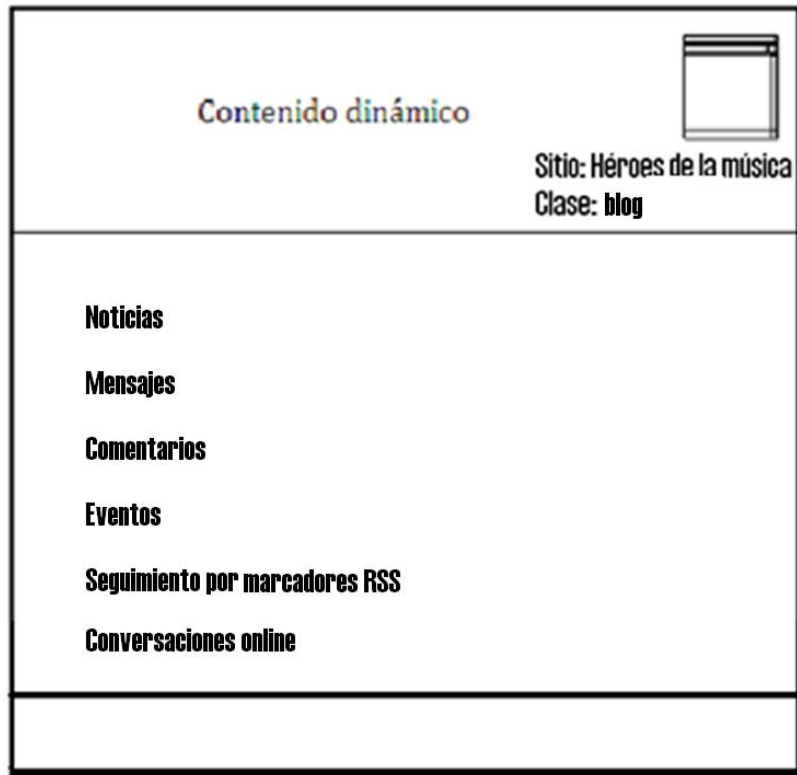 Contenido dinámico
Sitio: Héroes de la música
Clase: blog
Noticias
Mensajes
Comentarios
Eventos
Seguimiento por marcadores RSS
Conversaciones online